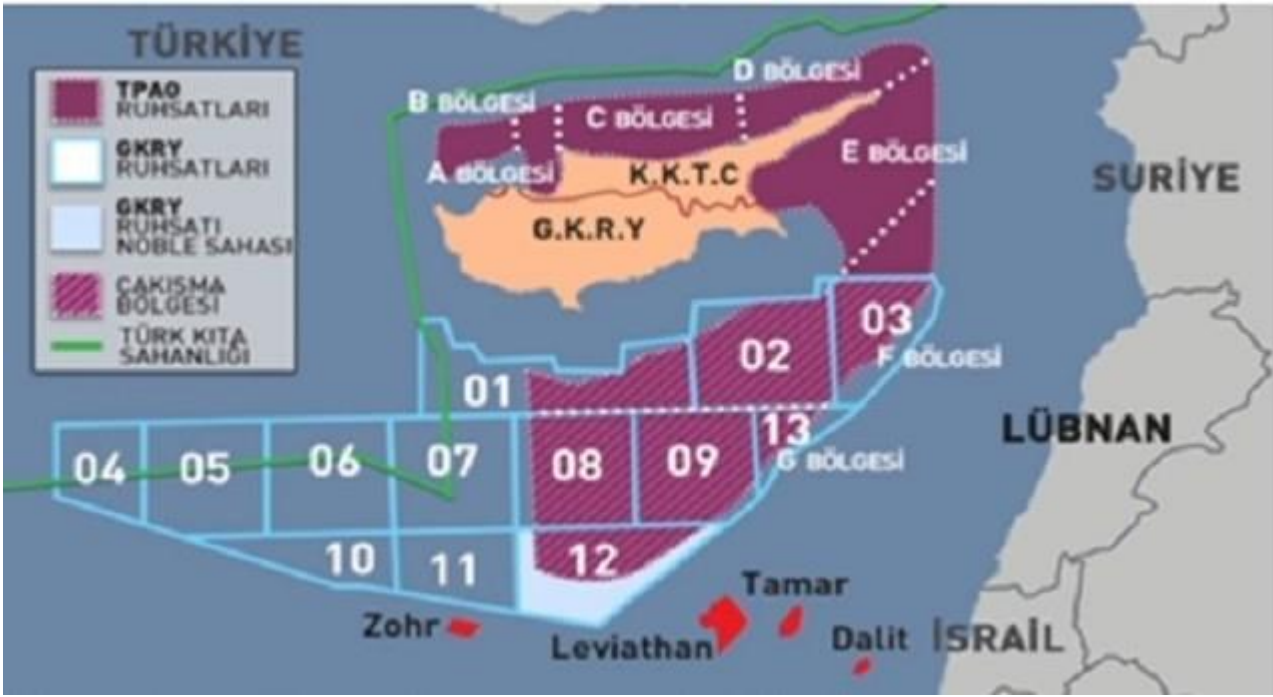 TÜRKİYE
TPAO
RUHSATLARI
GKRY
RUHSATLARI
GKRY
RUHSATI
NOBLE SAHASI
ÇAKIŞMA
BÖLGESİ
TÜRK KITA
SAHANLIĞI
D BÖLGESİ
B BÖLGESİ
C BÖLGESİ
E BÖLGESİ
A BÖLGESİ
K.K.T.C
G.K.R.Y
SURİYE
03
F BÖLGESİ
02
01
LÜBNAN
13
G BÖLGESİ
04
05
06
07
08
09
10
11
12
Zohr
Leviathan
Tamar
Dalit
İSRAİL